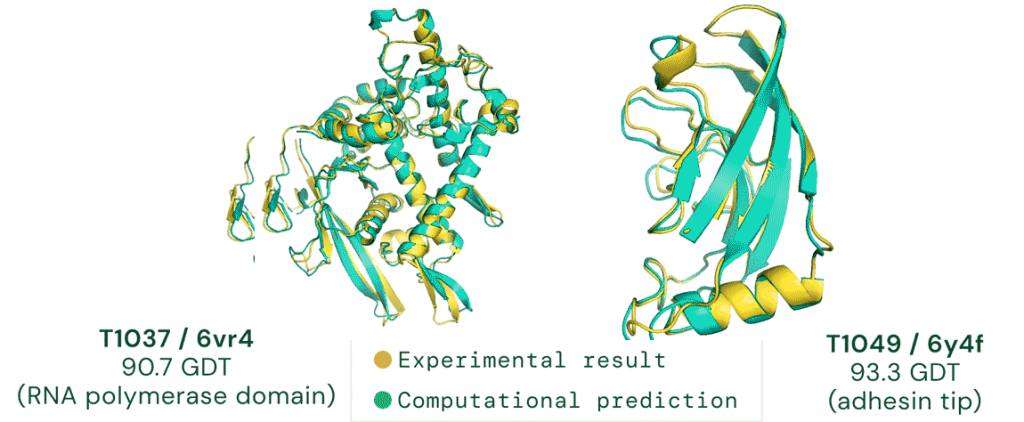 T1037 / 6vr4
90.7 GDT
(RNA polymerase domain)
Experimental result
Computational prediction
T1049 / 6y4f
93.3 GDT
(adhesin tip)